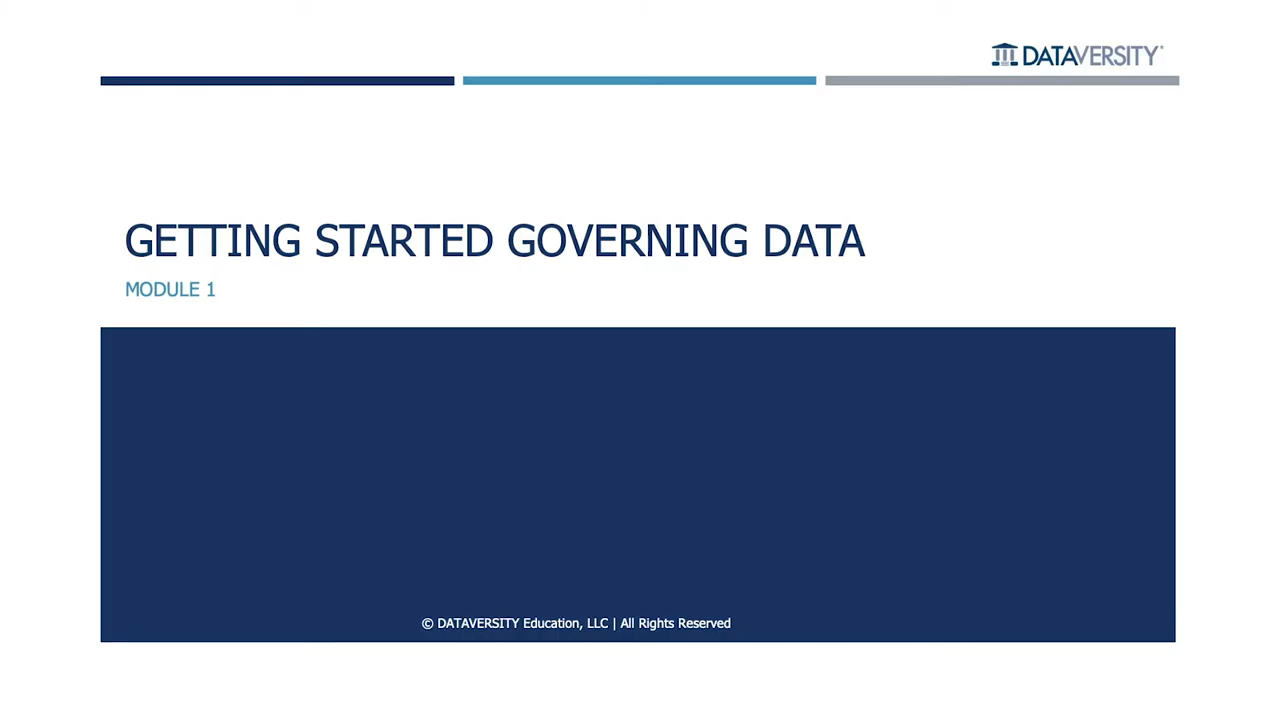 DATAVERSITY
GETTING STARTED GOVERNING DATA
MODULE 1
© DATAVERSITY Education, LLC | All Rights Reserved